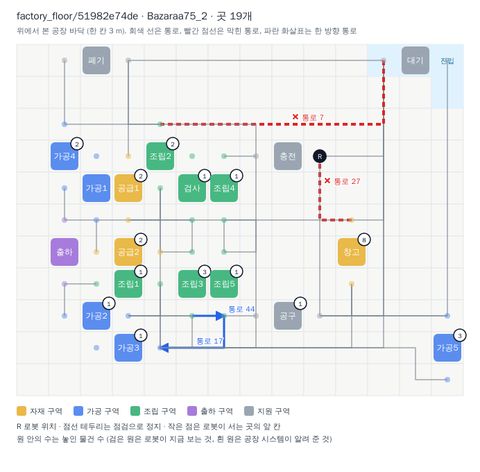 factory_floor/51982e74de · Bazaraa75_2 · 곳 19개
위에서 본 공장 바닥 (한 칸 3 m). 회색 선은 통로, 빨간 점선은 막힌 통로, 파란 화살표는 한 방향 통로
폐기
대기
전립
✕ 통로 7
가공4
2
조립2
2
충전
R
가공1
공급1
2
검사
1
조립4
1
✕ 통로 27
출하
공급2
2
창고
8
조립1
1
조립3
3
조립5
1
가공2
1
통로 44
공구
1
가공3
1
통로 17
가공5
3
자재 구역
가공 구역
조립 구역
출하 구역
지원 구역
R 로봇 위치 · 점선 테두리는 점검으로 정지 · 작은 점은 로봇이 서는 곳의 앞 칸
원 안의 수는 놓인 물건 수 (검은 원은 로봇이 지금 보는 것, 흰 원은 공장 시스템이 알려 준 것)